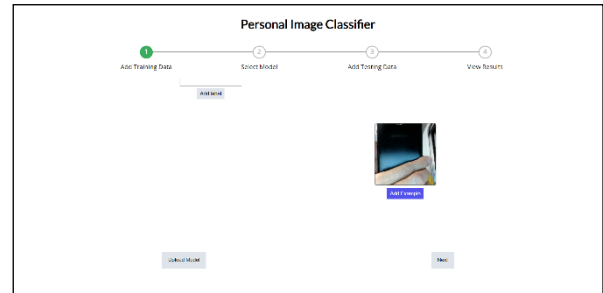 Personal Image Classifier
1 2 3 4
Add Training Data Select Model Add Testing Data View Results
Add Label
Add Example
Upload Model Next